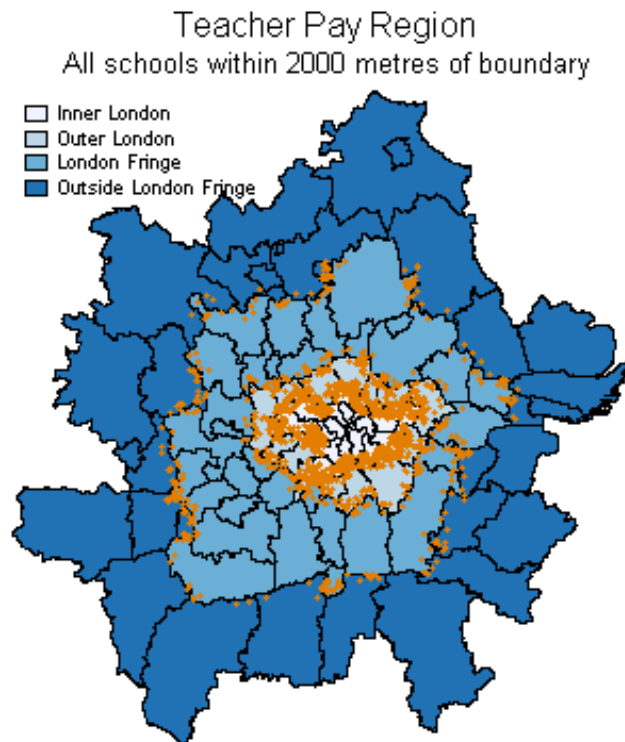 Teacher Pay Region
All schools within 2000 metres of boundary
Inner London
Outer London
London Fringe
Outside London Fringe